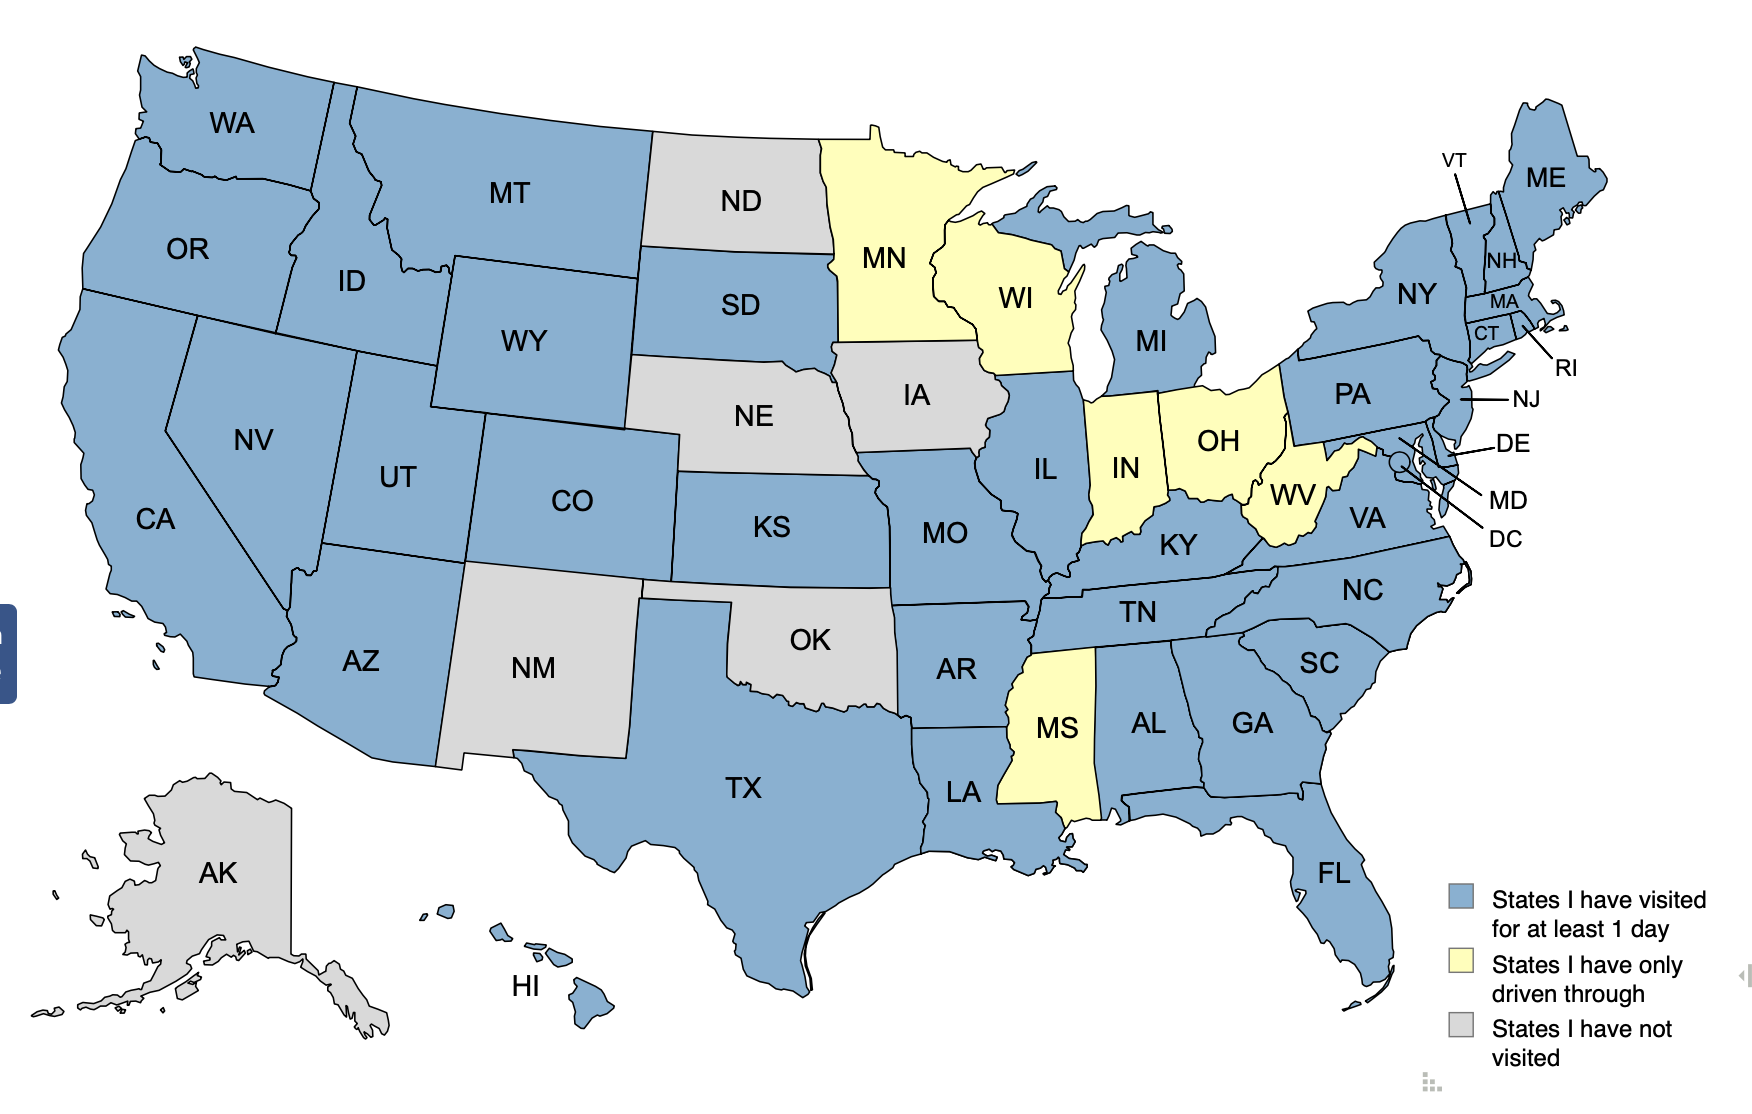 WA
MT
ND
MN
VT
ME
OR
ID
SD
WI
NY
NH
MA
CT
RI
WY
MI
NE
IA
PA
NJ
NV
UT
CO
IL
IN
OH
DE
CA
KS
MO
WV
VA
MD
DC
KY
AZ
NM
OK
TN
NC
AR
SC
TX
LA
MS
AL
GA
AK
HI
FL
States I have visited
for at least 1 day
States I have only
driven through
States I have not
visited